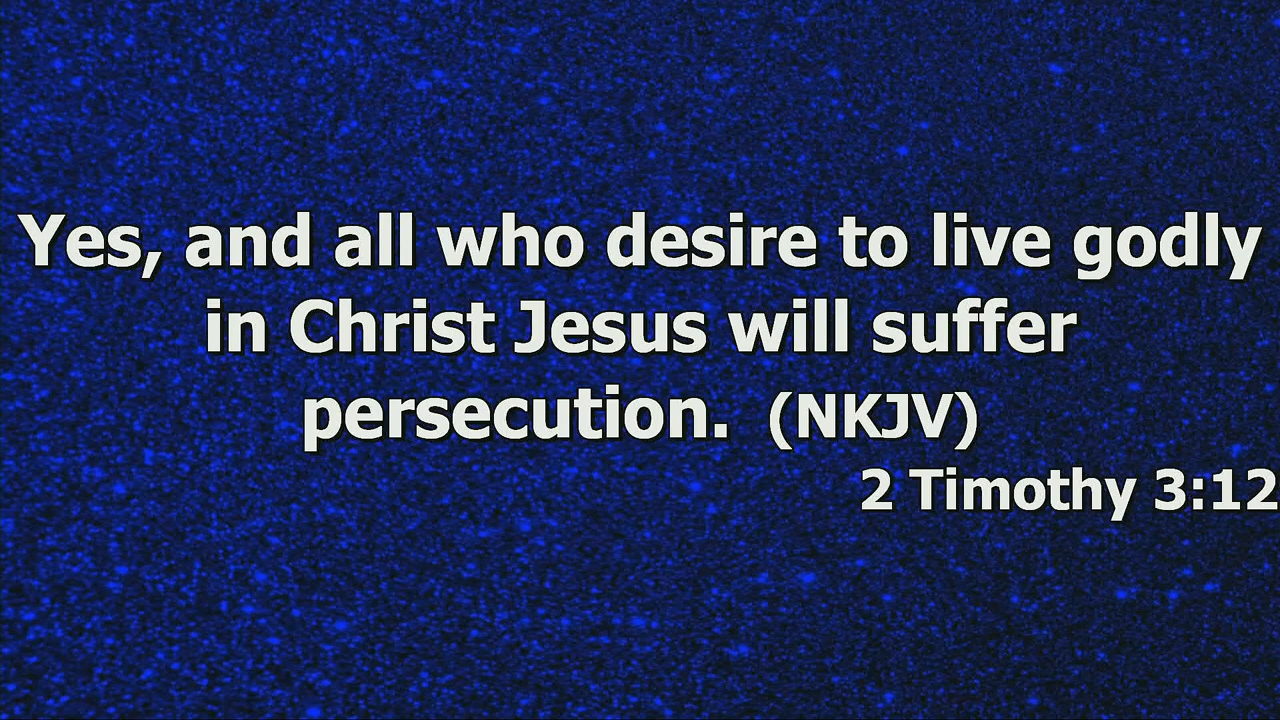 Yes, and all who desire to live godly
in Christ Jesus will suffer
persecution. (NKJV)
2 Timothy 3:12